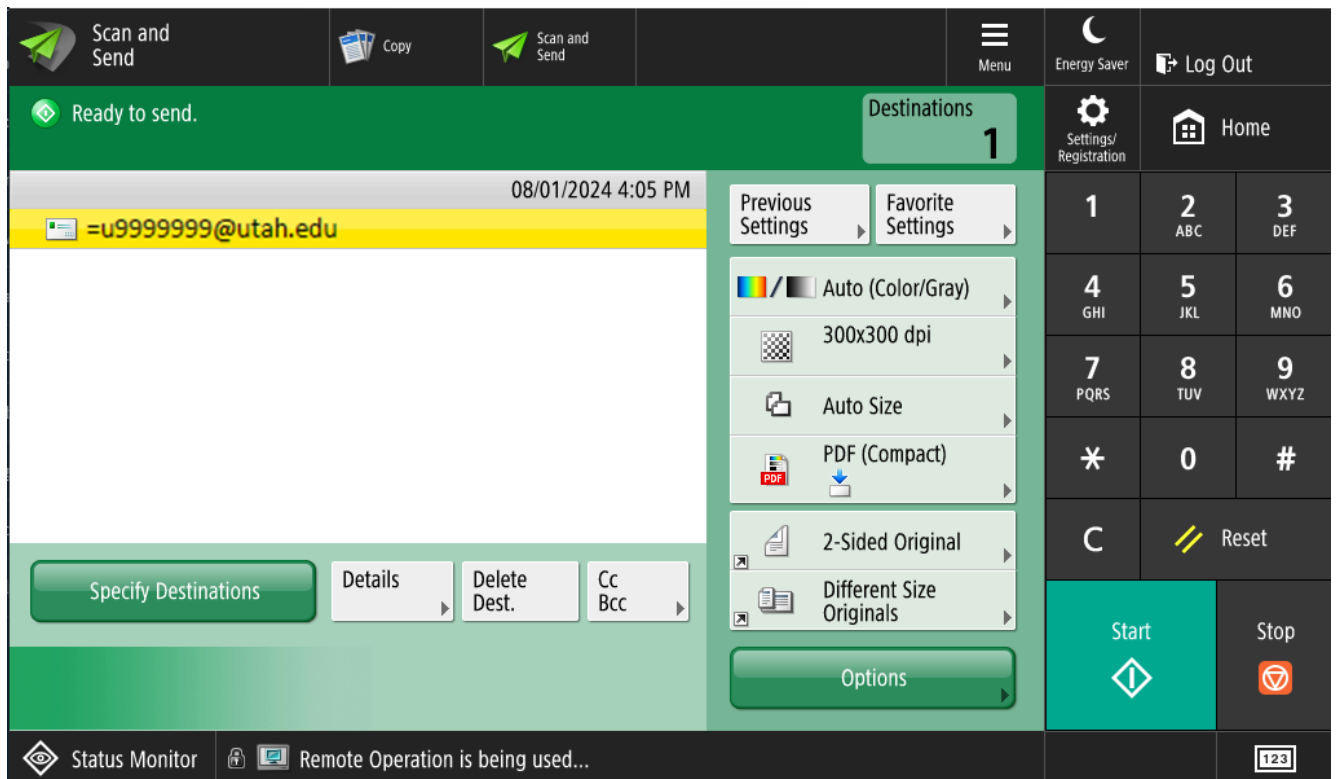 Scan and
Send
Copy
Scan and
Send
Menu
Energy Saver
Log Out
Ready to send.
Destinations
1
Settings/
Registration
Home
08/01/2024 4:05 PM
=u9999999@utah.edu
Previous
Settings
Favorite
Settings
Auto (Color/Gray)
300x300 dpi
Auto Size
PDF
PDF (Compact)
2-Sided Original
Different Size
Originals
Options
Specify Destinations
Details
Delete
Dest.
Cc
Bcc
1
2
ABC
3
DEF
4
GHI
5
JKL
6
MNO
7
PQRS
8
TUV
9
WXYZ
*
0
#
C
Reset
Start
Stop
Status Monitor
Remote Operation is being used...
123